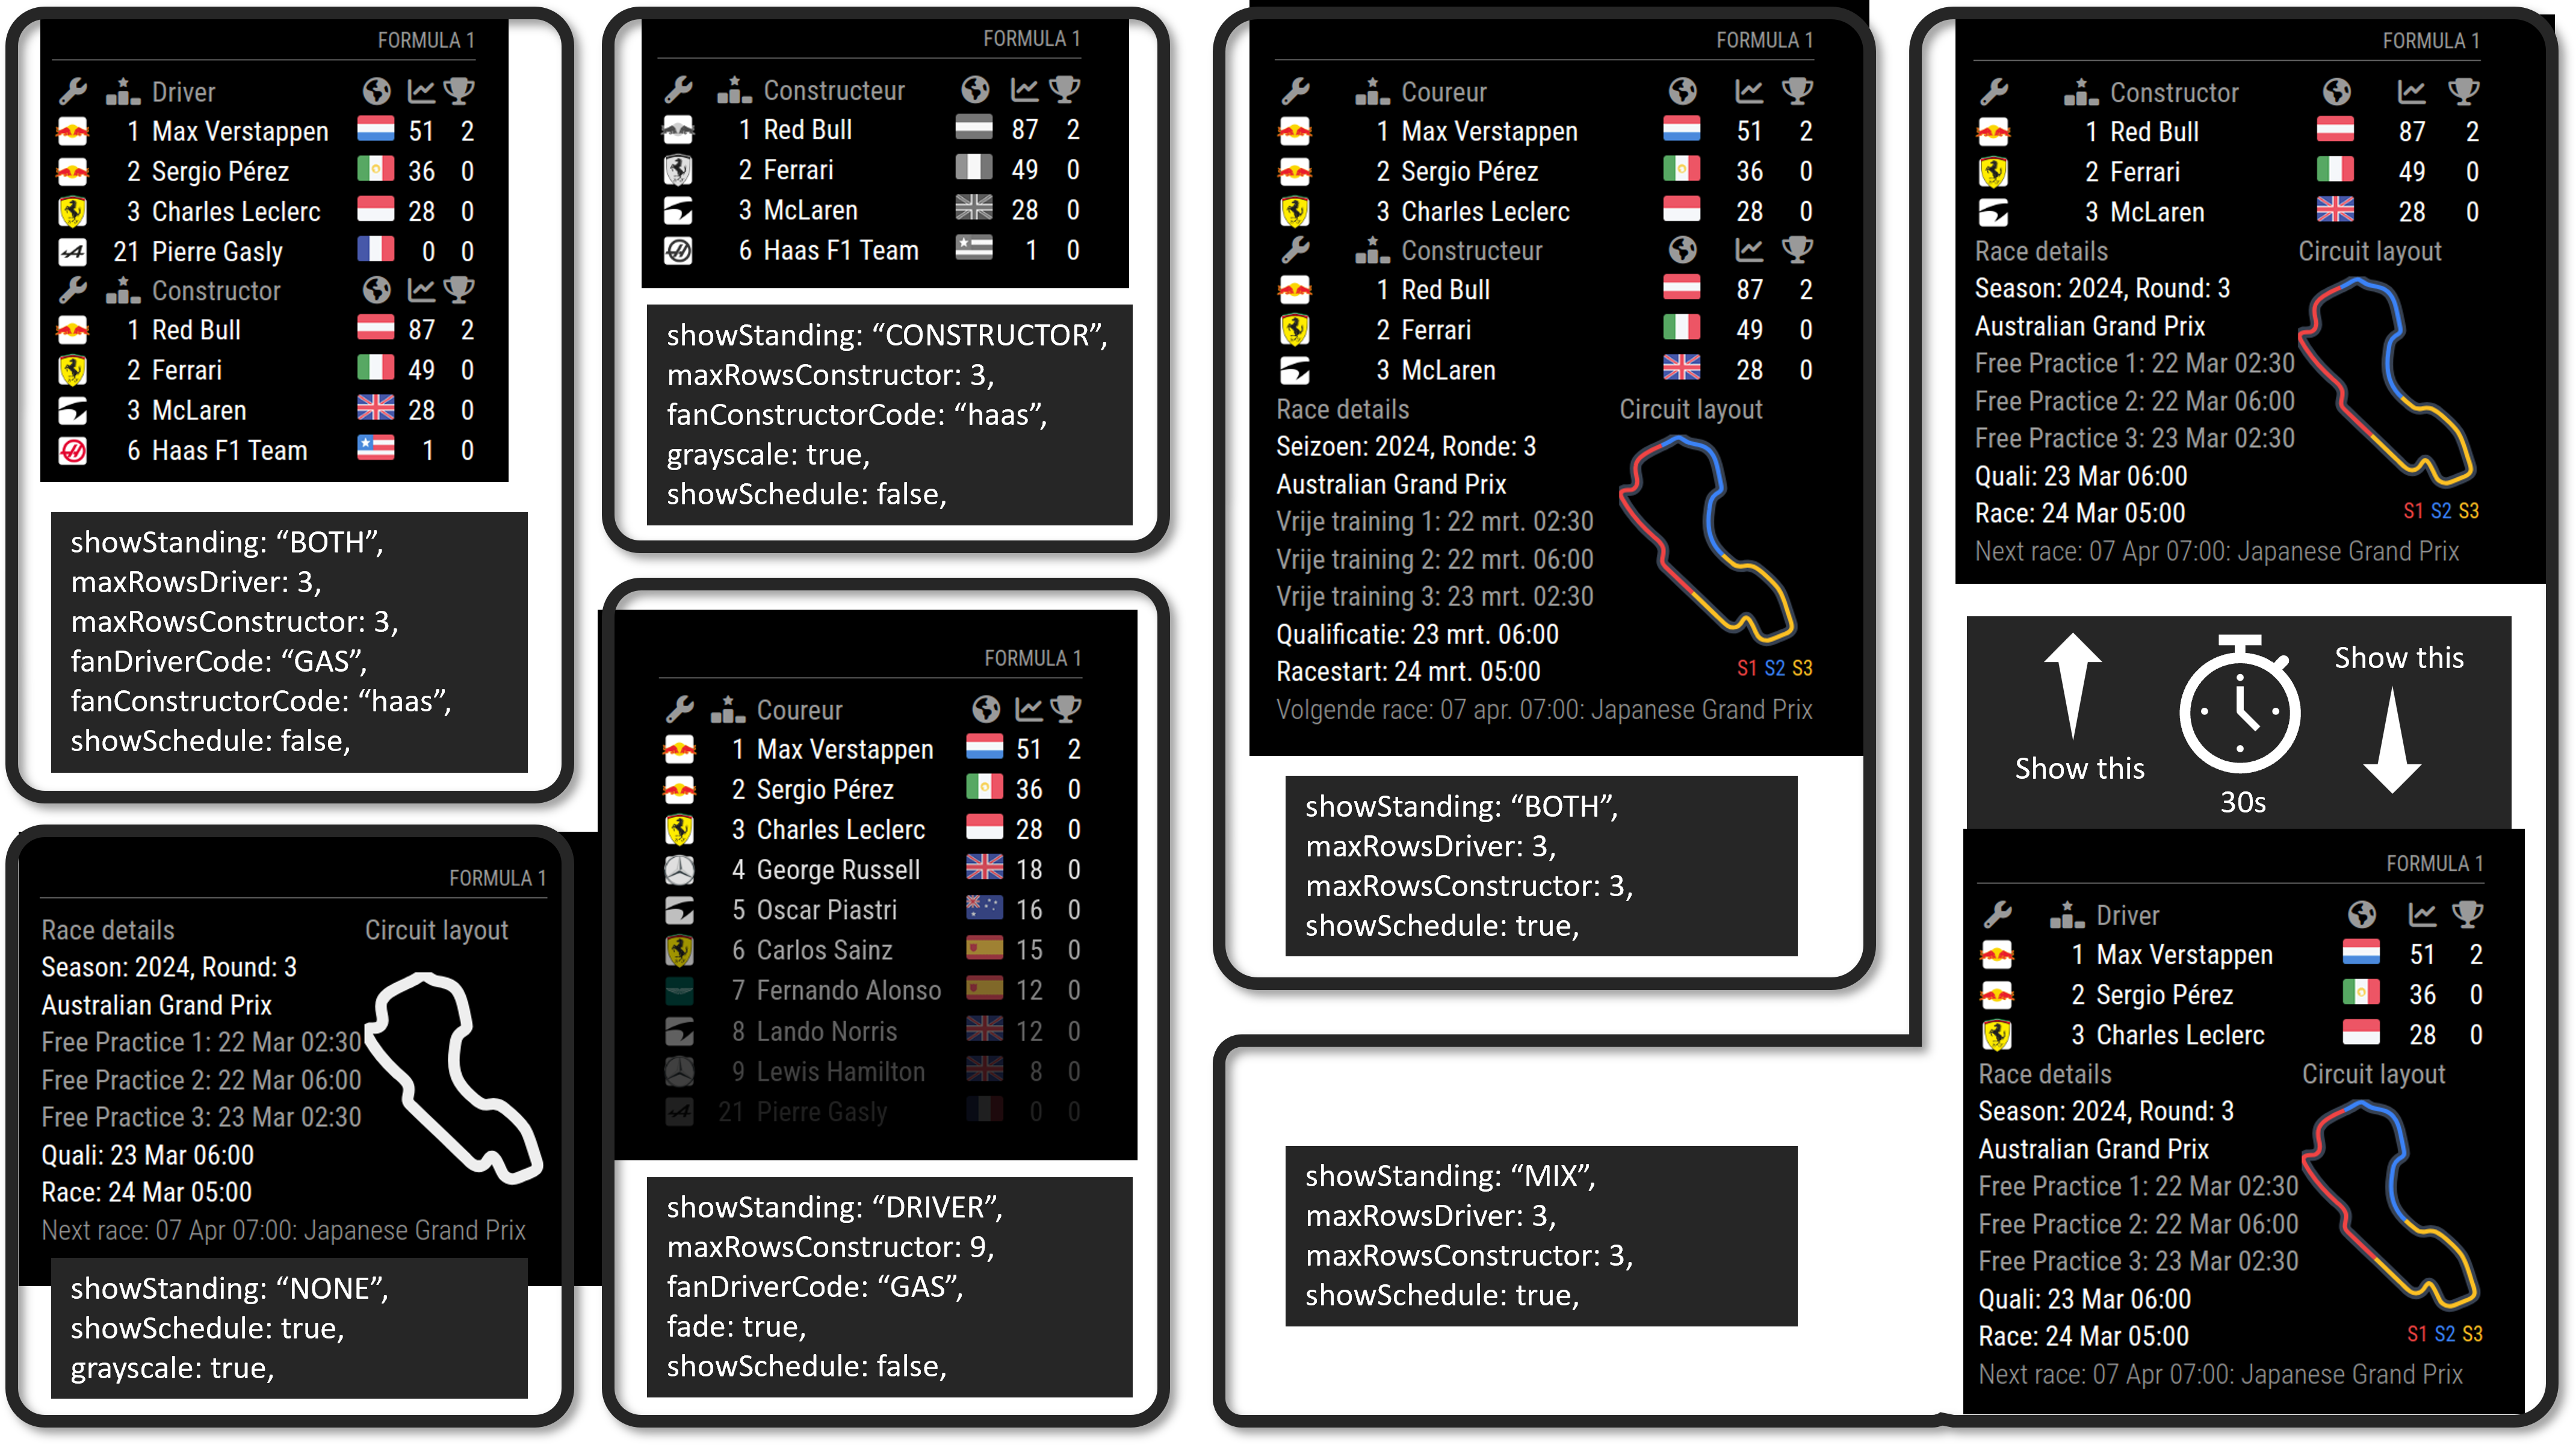 FORMULA 1
Driver
1 Max Verstappen 51 2
2 Sergio Pérez 36 0
3 Charles Leclerc 28 0
21 Pierre Gasly 0 0
Constructor
1 Red Bull 87 2
2 Ferrari 49 0
3 McLaren 28 0
6 Haas F1 Team 1 0
showStanding: “BOTH”,
maxRowsDriver: 3,
maxRowsConstructor: 3,
fanDriverCode: “GAS”,
fanConstructorCode: “haas”,
showSchedule: false,
FORMULA 1
Race details Circuit layout
Season: 2024, Round: 3
Australian Grand Prix
Free Practice 1: 22 Mar 02:30
Free Practice 2: 22 Mar 06:00
Free Practice 3: 23 Mar 02:30
Quali: 23 Mar 06:00
Race: 24 Mar 05:00
Next race: 07 Apr 07:00: Japanese Grand Prix
showStanding: “NONE”,
showSchedule: true,
grayscale: true,
FORMULA 1
Constructeur
1 Red Bull 87 2
2 Ferrari 49 0
3 McLaren 28 0
6 Haas F1 Team 1 0
showStanding: “CONSTRUCTOR”,
maxRowsConstructor: 3,
fanConstructorCode: “haas”,
grayscale: true,
showSchedule: false,
FORMULA 1
Coureur
1 Max Verstappen 51 2
2 Sergio Pérez 36 0
3 Charles Leclerc 28 0
4 George Russell 18 0
5 Oscar Piastri 16 0
6 Carlos Sainz 15 0
7 Fernando Alonso 12 0
8 Lando Norris 12 0
9 Lewis Hamilton 8 0
21 Pierre Gasly 0 0
showStanding: “DRIVER”,
maxRowsConstructor: 9,
fanDriverCode: “GAS”,
fade: true,
showSchedule: false,
FORMULA 1
Coureur
1 Max Verstappen 51 2
2 Sergio Pérez 36 0
3 Charles Leclerc 28 0
Constructeur
1 Red Bull 87 2
2 Ferrari 49 0
3 McLaren 28 0
Race details Circuit layout
Seizoen: 2024, Ronde: 3
Australian Grand Prix
Vrije training 1: 22 mrt. 02:30
Vrije training 2: 22 mrt. 06:00
Vrije training 3: 23 mrt. 02:30
Qualificatie: 23 mrt. 06:00
Racestart: 24 mrt. 05:00 S1 S2 S3
Volgende race: 07 apr. 07:00: Japanese Grand Prix
showStanding: “BOTH”,
maxRowsDriver: 3,
maxRowsConstructor: 3,
showSchedule: true,
showStanding: “MIX”,
maxRowsDriver: 3,
maxRowsConstructor: 3,
showSchedule: true,
FORMULA 1
Constructor
1 Red Bull 87 2
2 Ferrari 49 0
3 McLaren 28 0
Race details Circuit layout
Season: 2024, Round: 3
Australian Grand Prix
Free Practice 1: 22 Mar 02:30
Free Practice 2: 22 Mar 06:00
Free Practice 3: 23 Mar 02:30
Quali: 23 Mar 06:00
Race: 24 Mar 05:00 S1 S2 S3
Next race: 07 Apr 07:00: Japanese Grand Prix
Show this
30s
Show this
FORMULA 1
Driver
1 Max Verstappen 51 2
2 Sergio Pérez 36 0
3 Charles Leclerc 28 0
Race details Circuit layout
Season: 2024, Round: 3
Australian Grand Prix
Free Practice 1: 22 Mar 02:30
Free Practice 2: 22 Mar 06:00
Free Practice 3: 23 Mar 02:30
Quali: 23 Mar 06:00
Race: 24 Mar 05:00 S1 S2 S3
Next race: 07 Apr 07:00: Japanese Grand Prix